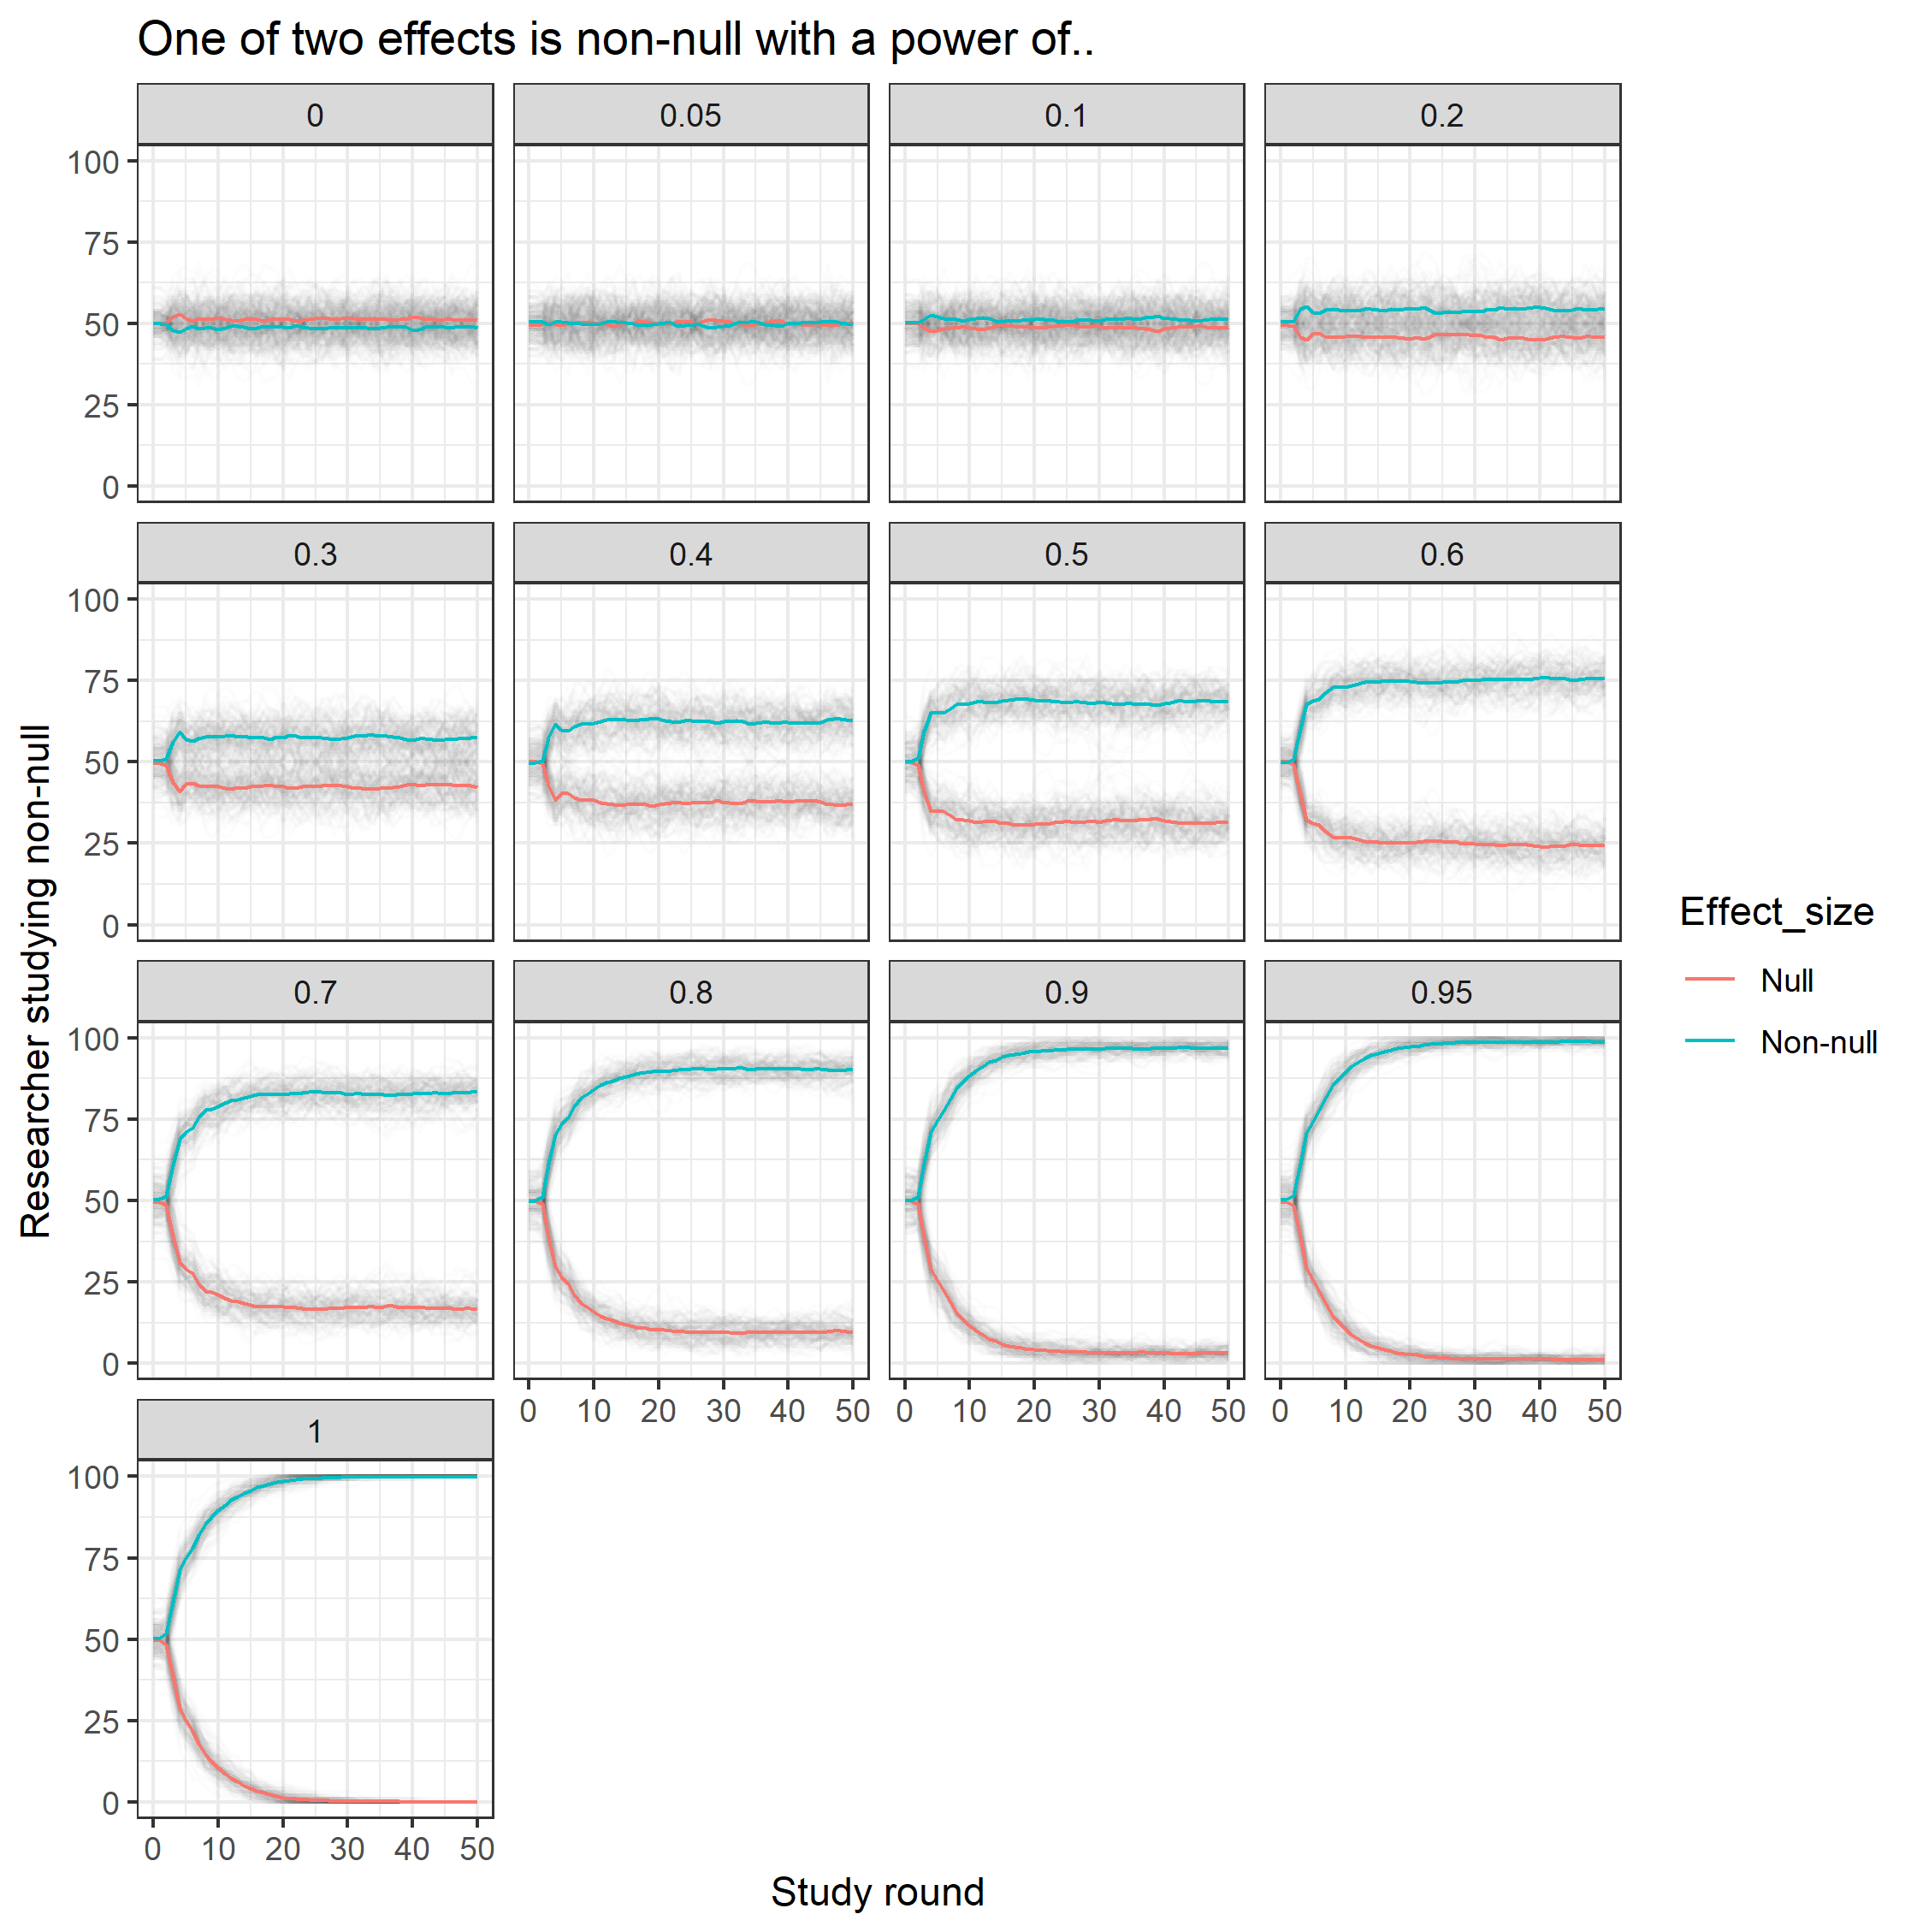 One of two effects is non-null with a power of..
0 0.05 0.1 0.2
100
75
50
25
0
0.3 0.4 0.5 0.6
100
75
50
25
0
Researcher studying non-null
Effect_size
Null
Non-null
0.7 0.8 0.9 0.95
100
75
50
25
0
0 10 20 30 40 50 0 10 20 30 40 50 0 10 20 30 40 50
1
100
75
50
25
0
0 10 20 30 40 50
Study round